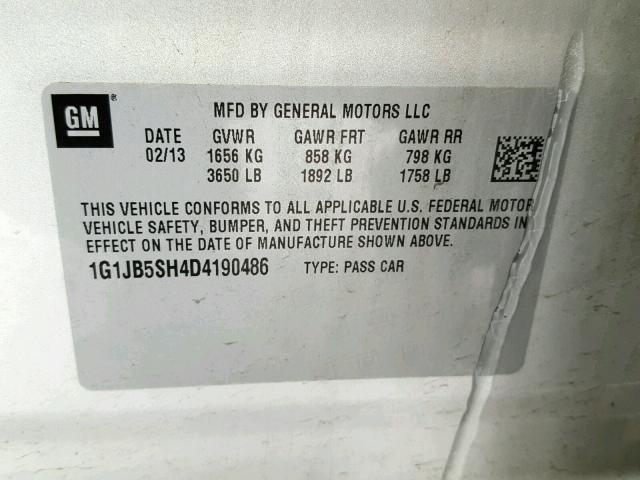 GM ® MFD BY GENERAL MOTORS LLC
DATE GVWR GAWR FRT GAWR RR
02/13 1656 KG 858 KG 798 KG
3650 LB 1892 LB 1758 LB
THIS VEHICLE CONFORMS TO ALL APPLICABLE U.S. FEDERAL MOTOR
VEHICLE SAFETY, BUMPER, AND THEFT PREVENTION STANDARDS IN
EFFECT ON THE DATE OF MANUFACTURE SHOWN ABOVE.
1G1JB5SH4D4190486 TYPE: PASS CAR